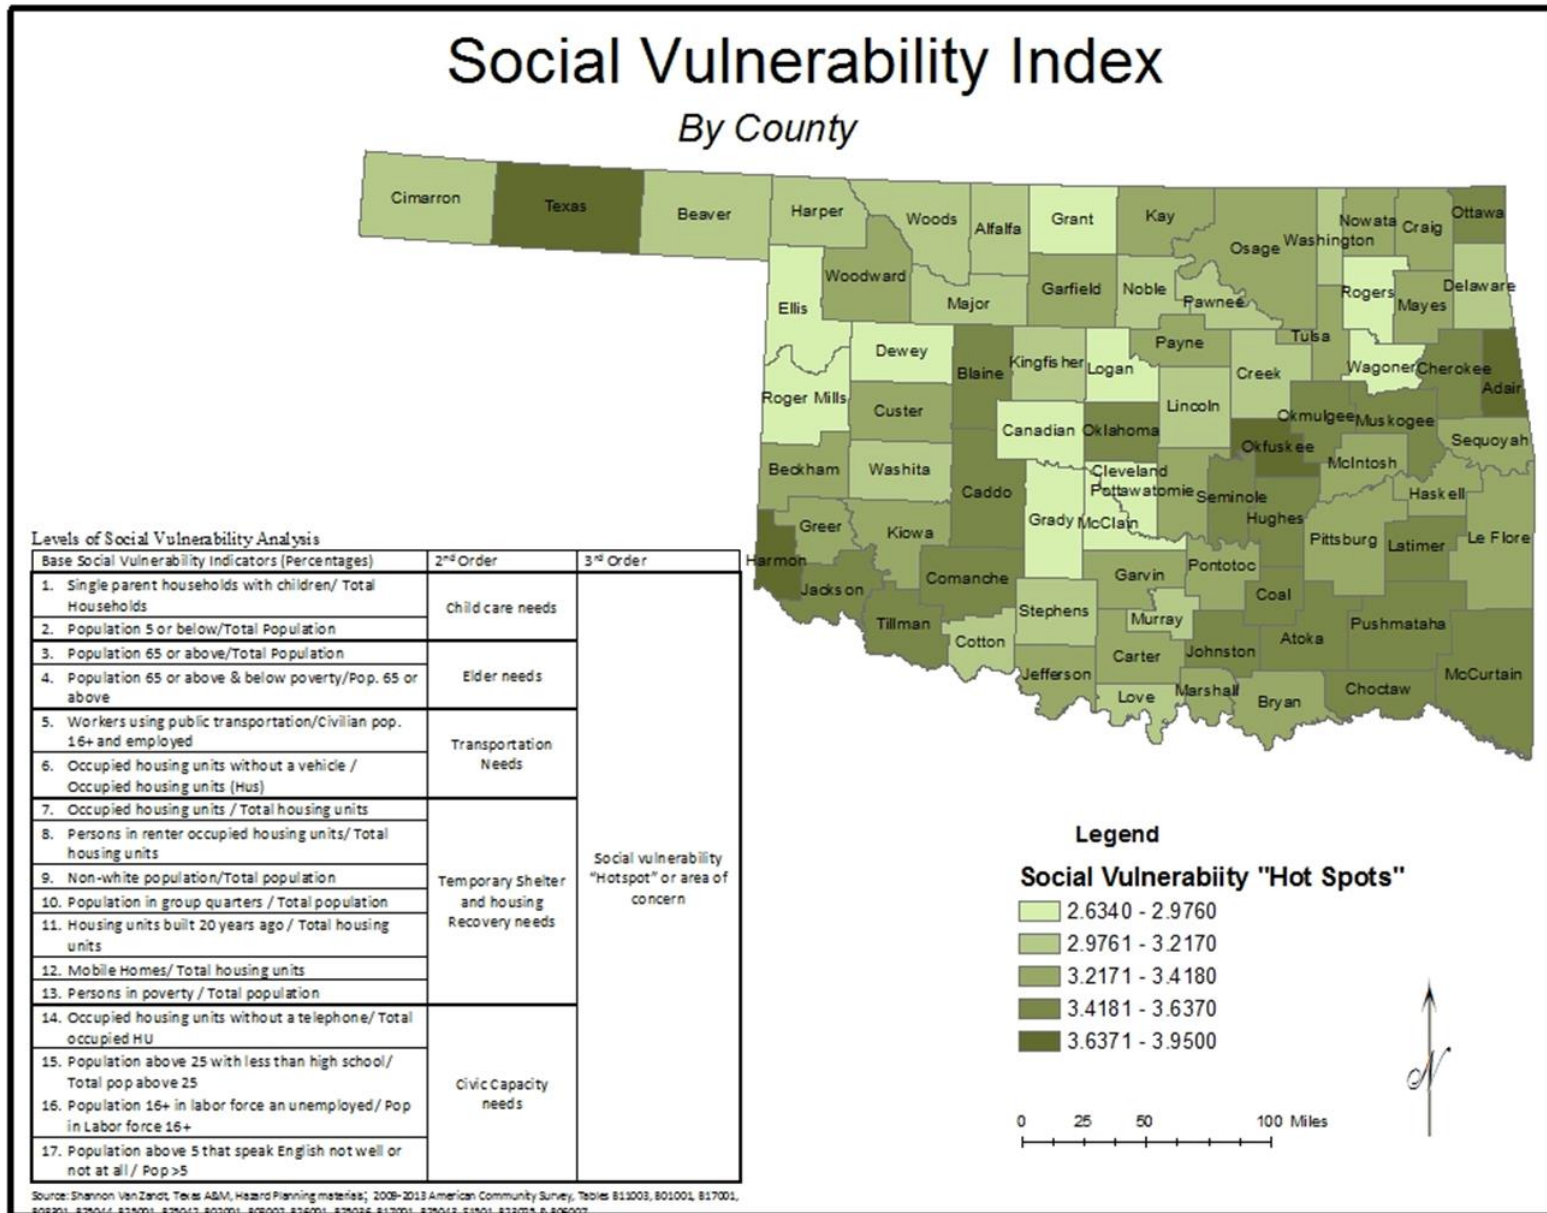 Social Vulnerability Index
By County
Cimarron
Texas
Beaver
Harper
Woods
Alfalfa
Grant
Kay
Osage
Washington
Nowata
Craig
Ottawa
Ellis
Woodward
Major
Garfield
Noble
Pawnee
Rogers
Mayes
Delaware
Dewey
Blaine
Kingfisher
Logan
Payne
Creek
Tulsa
Wagoner
Cherokee
Adair
Roger Mills
Custer
Canadian
Oklahoma
Lincoln
Okmulgee
Muskogee
Sequoyah
Beckham
Washita
Caddo
Cleveland
Pottawatomie
Okfuskee
McIntosh
Haskell
Seminole
Hughes
Grady
McClain
Greer
Kiowa
Pittsburg
Latimer
Le Flore
Harmon
Jackson
Comanche
Garvin
Pontotoc
Coal
Tillman
Cotton
Stephens
Murray
Johnston
Atoka
Pushmataha
Jefferson
Carter
Love
Marshall
Bryan
Choctaw
McCurtain
Levels of Social Vulnerability Analysis
Base Social Vulnerability Indicators (Percentages) 2nd Order 3rd Order
1. Single parent households with children/ Total
Households
2. Population 5 or below/Total Population
Child care needs
3. Population 65 or above/Total Population
4. Population 65 or above & below poverty/Pop. 65 or
above
Elder needs
5. Workers using public transportation/Civilian pop.
16+ and employed
6. Occupied housing units without a vehicle /
Occupied housing units (Hus)
Transportation
Needs
7. Occupied housing units / Total housing units
8. Persons in renter occupied housing units/ Total
housing units
9. Non-white population/Total population
10. Population in group quarters / Total population
11. Housing units built 20 years ago / Total housing
units
12. Mobile Homes/ Total housing units
13. Persons in poverty / Total population
Temporary Shelter
and housing
Recovery needs
14. Occupied housing units without a telephone/ Total
occupied HU
15. Population above 25 with less than high school/
Total pop above 25
16. Population 16+ in labor force an unemployed/ Pop
in Labor force 16+
17. Population above 5 that speak English not well or
not at all / Pop >5
Civic Capacity
needs
Social vulnerability
"Hotspot" or area of
concern
Source: Shannon Van Zandt, Texas A&M, Hazard Planning materials; 2009-2013 American Community Survey, Tables B11003, B01001, B17001,
Legend
Social Vulnerabiity "Hot Spots"
2.6340 - 2.9760
2.9761 - 3.2170
3.2171 - 3.4180
3.4181 - 3.6370
3.6371 - 3.9500
0 25 50 100 Miles
N